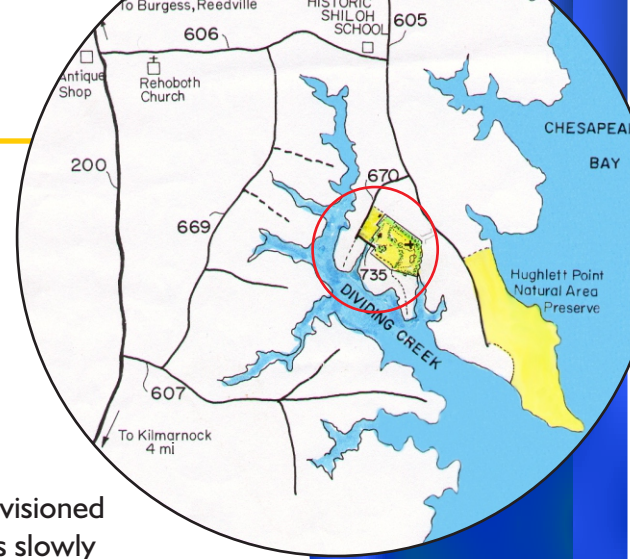 To Burgess, Reedville
HISTORIC
SHILOH
SCHOOL
605
606
Antique
Shop
Rehoboth
Church
CHESAPEA
BAY
200
670
669
735
Hughlett Point
Natural Area
Preserve
DIVIDING CREEK
607
To Kilmarnock
4 mi
visioned
s slowly